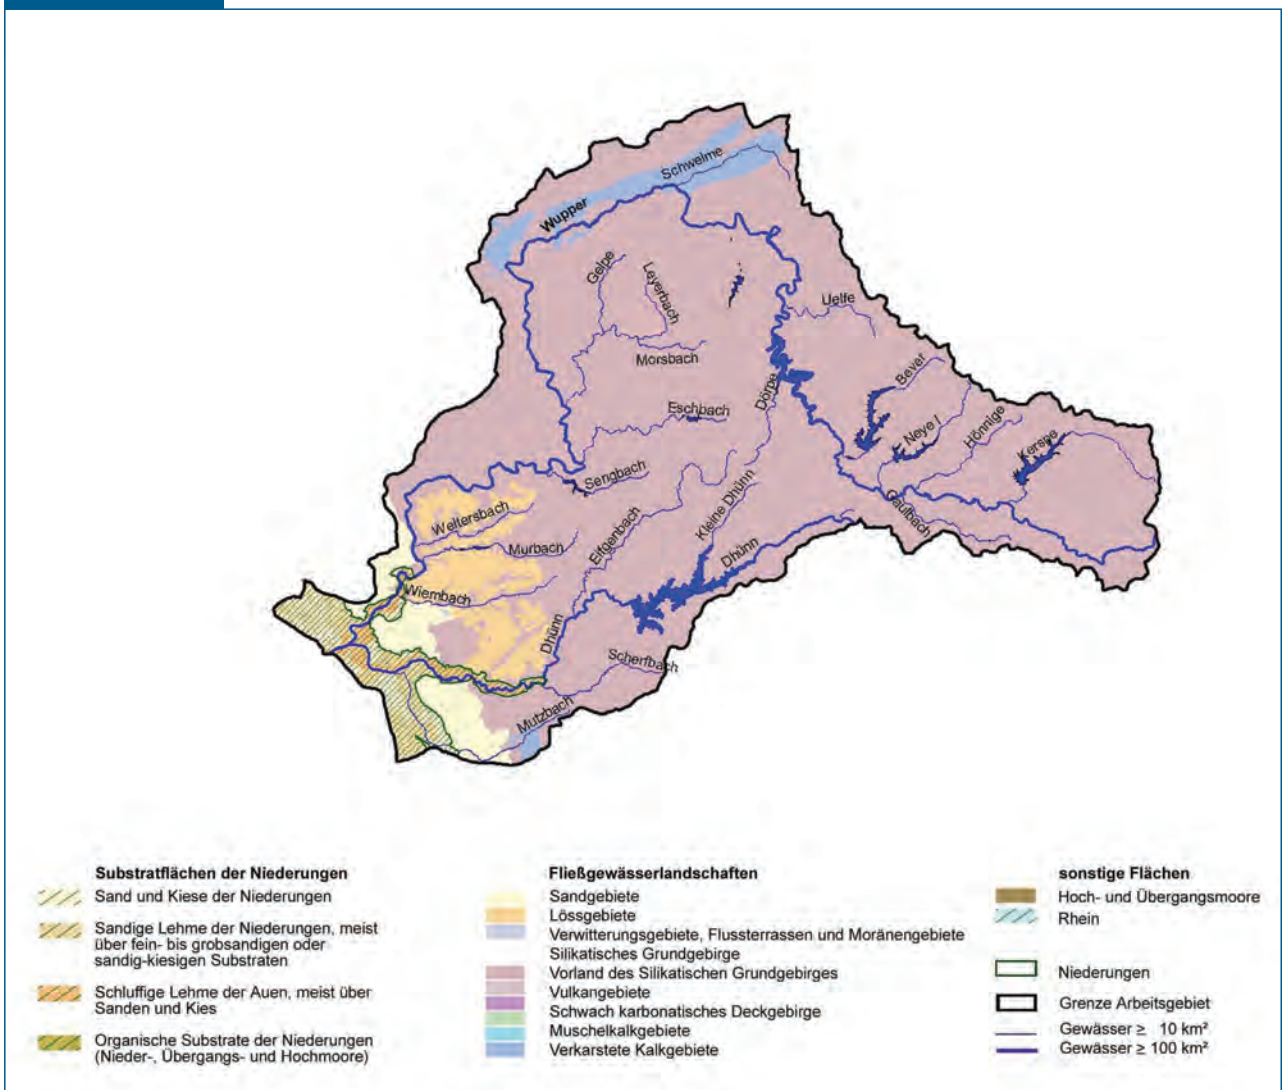 Schwelme
Wupper
Gelpe
Leyerbach
Uelfe
Morsbach
Bever
Dörpe
Eschbach
Neye I
Hönnige
Kerspe
Sengbach
Weltersbach
Gaulbach
Kleine Dhünn
Eifgenbach
Murbach
Dhünn
Wiembach
Dhünn
Scherfbach
Mutzbach
Substratflächen der Niederungen
Sand und Kiese der Niederungen
Sandige Lehme der Niederungen, meist
über fein- bis grobsandigen oder
sandig-kiesigen Substraten
Schluffige Lehme der Auen, meist über
Sanden und Kies
Organische Substrate der Niederungen
(Nieder-, Übergangs- und Hochmoore)
Fließgewässerlandschaften
Sandgebiete
Lössgebiete
Verwitterungsgebiete, Flussterrassen und Moränengebiete
Silikatisches Grundgebirge
Vorland des Silikatischen Grundgebirges
Vulkangebiete
Schwach karbonatisches Deckgebirge
Muschelkalkgebiete
Verkarstete Kalkgebiete
sonstige Flächen
Hoch- und Übergangsmoore
Rhein
Niederungen
Grenze Arbeitsgebiet
Gewässer ≥ 10 km²
Gewässer ≥ 100 km²